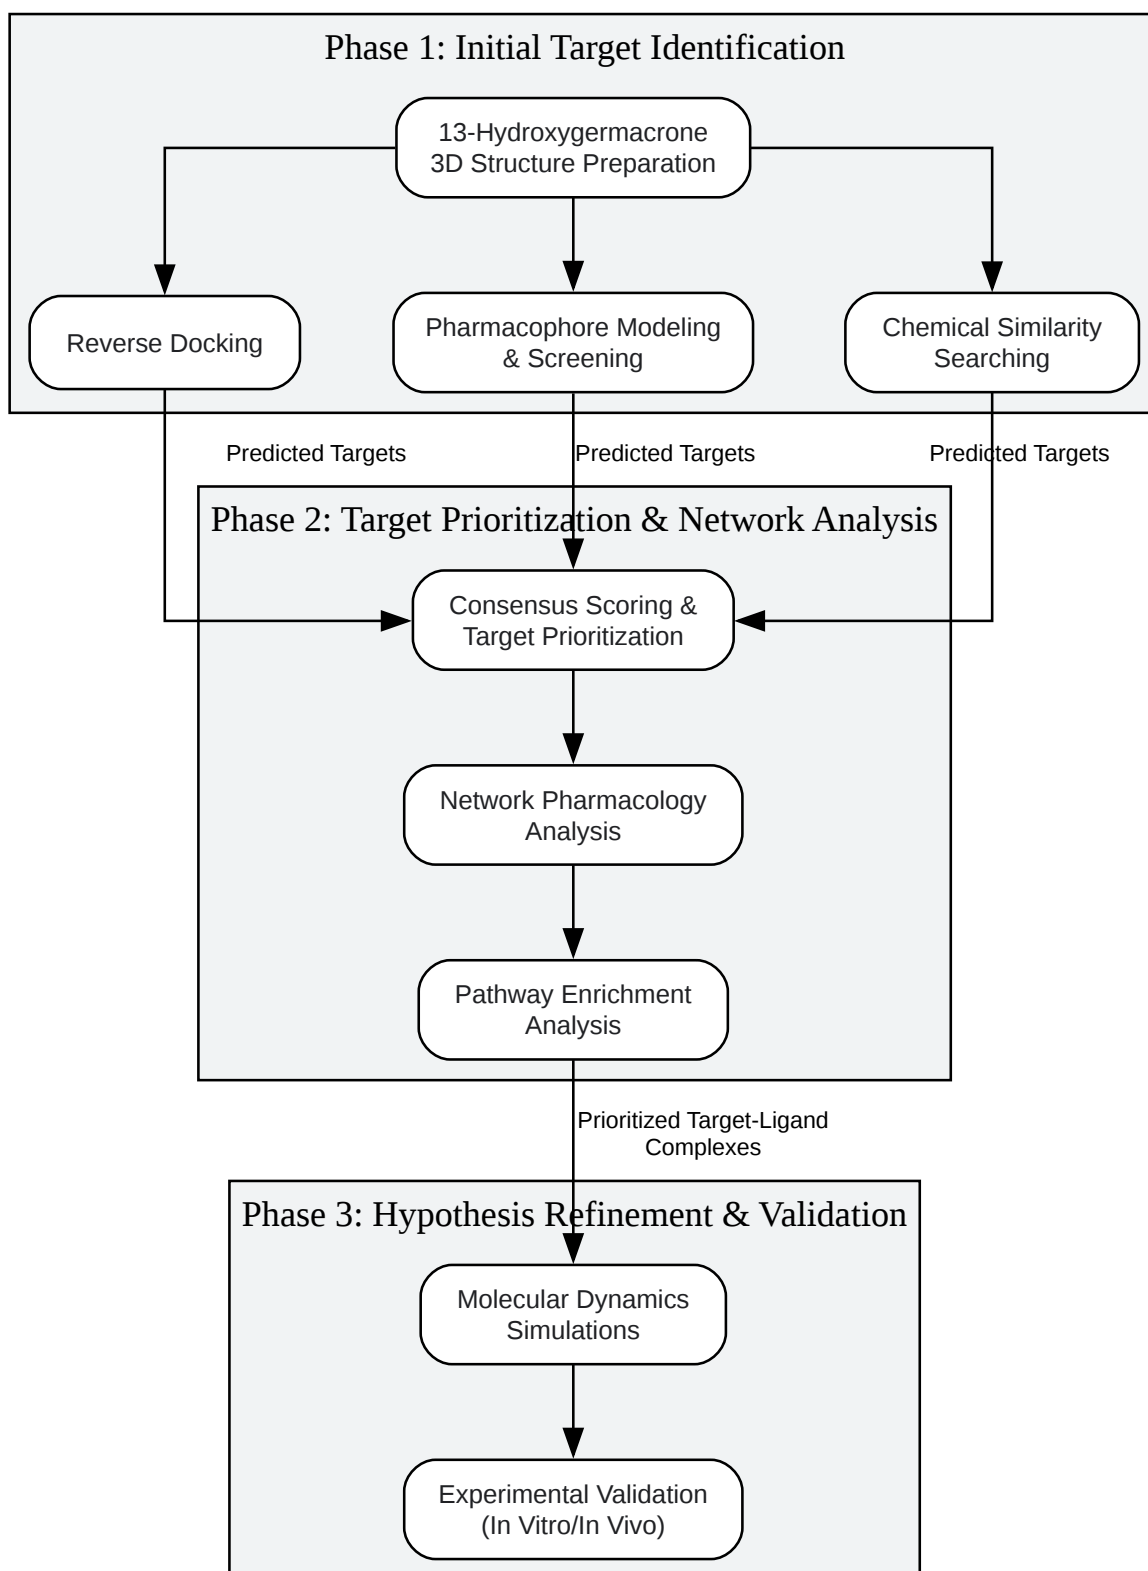 Phase 1: Initial Target Identification
13-Hydroxygermacrone
3D Structure Preparation
Reverse Docking
Pharmacophore Modeling
& Screening
Chemical Similarity
Searching
Predicted Targets
Predicted Targets
Predicted Targets
Phase 2: Target Prioritization & Network Analysis
Consensus Scoring &
Target Prioritization
Network Pharmacology
Analysis
Pathway Enrichment
Analysis
Prioritized Target-Ligand
Complexes
Phase 3: Hypothesis Refinement & Validation
Molecular Dynamics
Simulations
Experimental Validation
(In Vitro/In Vivo)